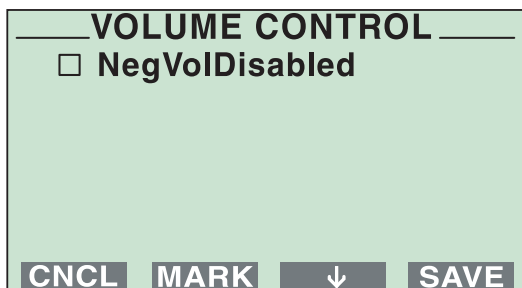 VOLUME CONTROL
☐ NegVolDisabled
CNCL MARK ↓ SAVE